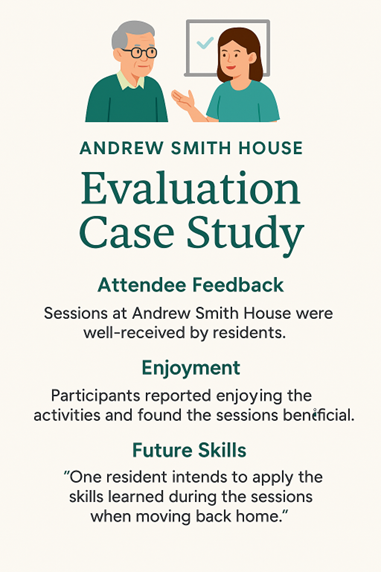 ANDREW SMITH HOUSE
Evaluation
Case Study
Attendee Feedback
Sessions at Andrew Smith House were
well-received by residents.
Enjoyment
Participants reported enjoying the
activities and found the sessions beneficial.
Future Skills
"One resident intends to apply the
skills learned during the sessions
when moving back home."